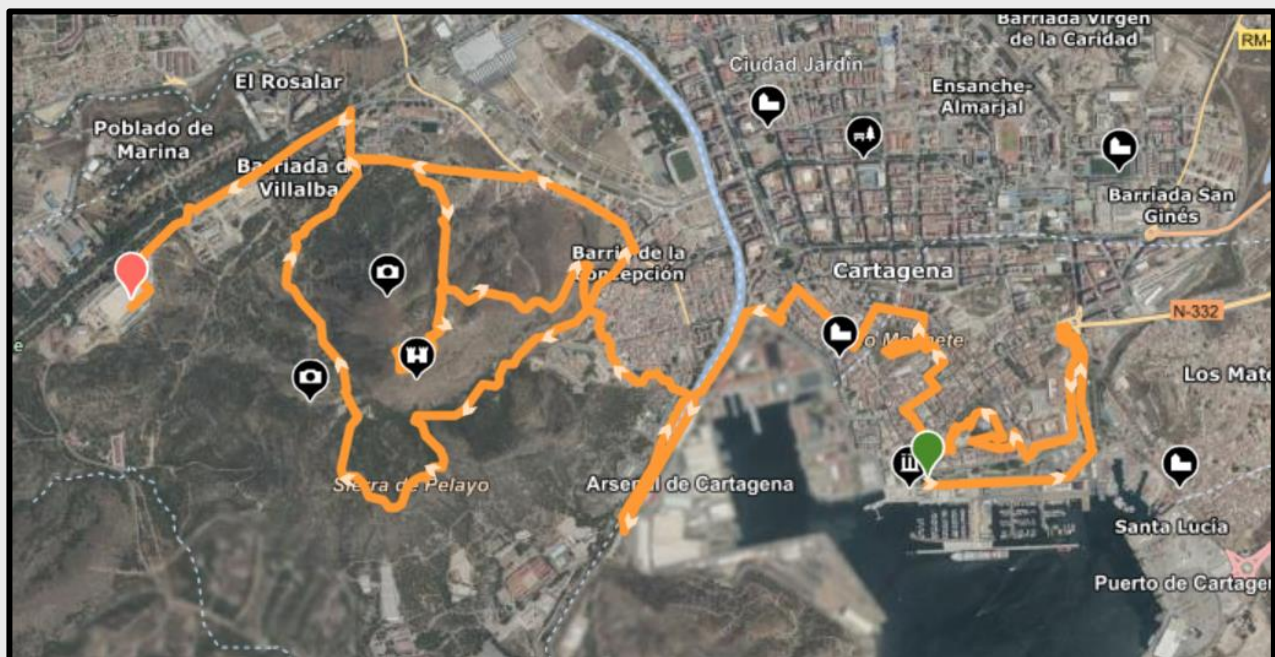 Barriada Virgen
de la Caridad
RM-
Ciudad Jardín
El Rosalar
Ensanche-
Almarjal
Poblado de
Marina
Barriada d
Villalba
Barriada San
Ginés
Barrio de la
Concepción
Cartagena
N-332
Los Mate
Sierra de Pelayo
Arsenal de Cartagena
Santa Lucía
Puerto de Cartagen